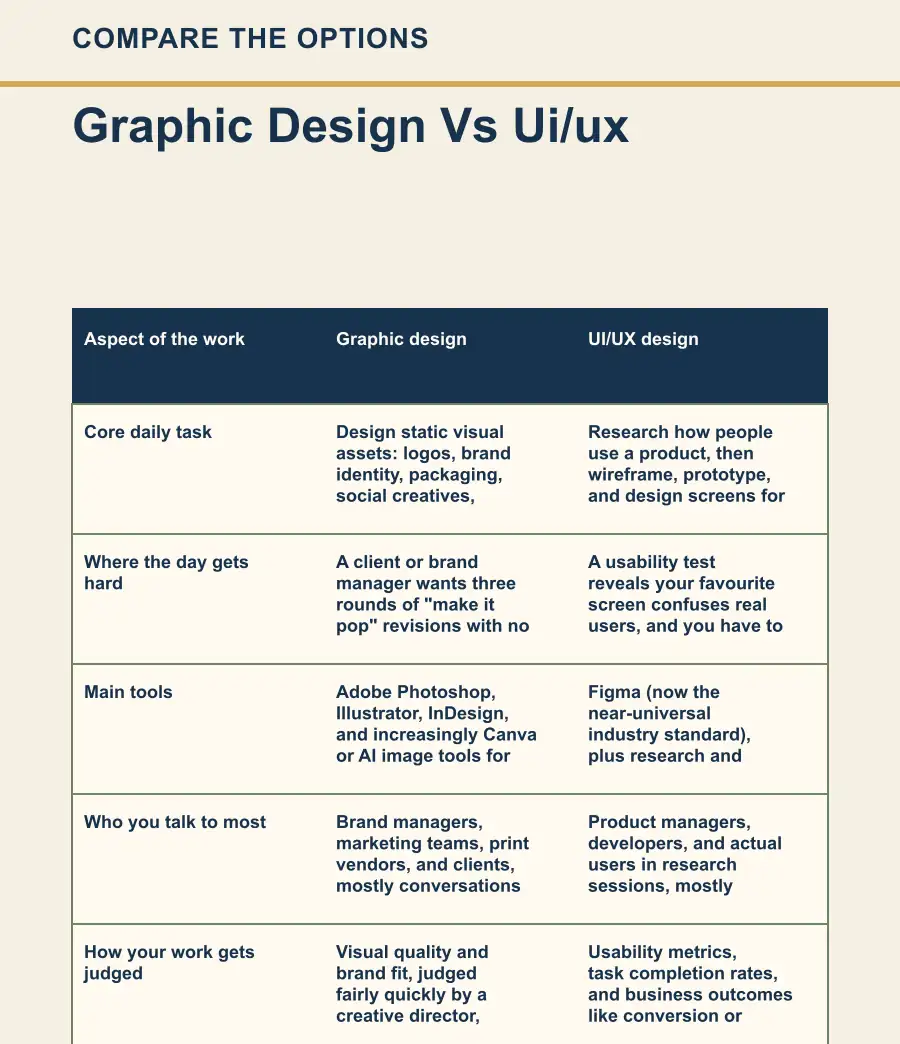 COMPARE THE OPTIONS
Graphic Design Vs Ui/ux
Aspect of the work
Graphic design
UI/UX design
Core daily task
Design static visual
assets: logos, brand
identity, packaging,
social creatives,
Research how people
use a product, then
wireframe, prototype,
and design screens for
Where the day gets
hard
A client or brand
manager wants three
rounds of "make it
pop" revisions with no
A usability test
reveals your favourite
screen confuses real
users, and you have to
Main tools
Adobe Photoshop,
Illustrator, InDesign,
and increasingly Canva
or AI image tools for
Figma (now the
near-universal
industry standard),
plus research and
Who you talk to most
Brand managers,
marketing teams, print
vendors, and clients,
mostly conversations
Product managers,
developers, and actual
users in research
sessions, mostly
How your work gets
judged
Visual quality and
brand fit, judged
fairly quickly by a
creative director,
Usability metrics,
task completion rates,
and business outcomes
like conversion or